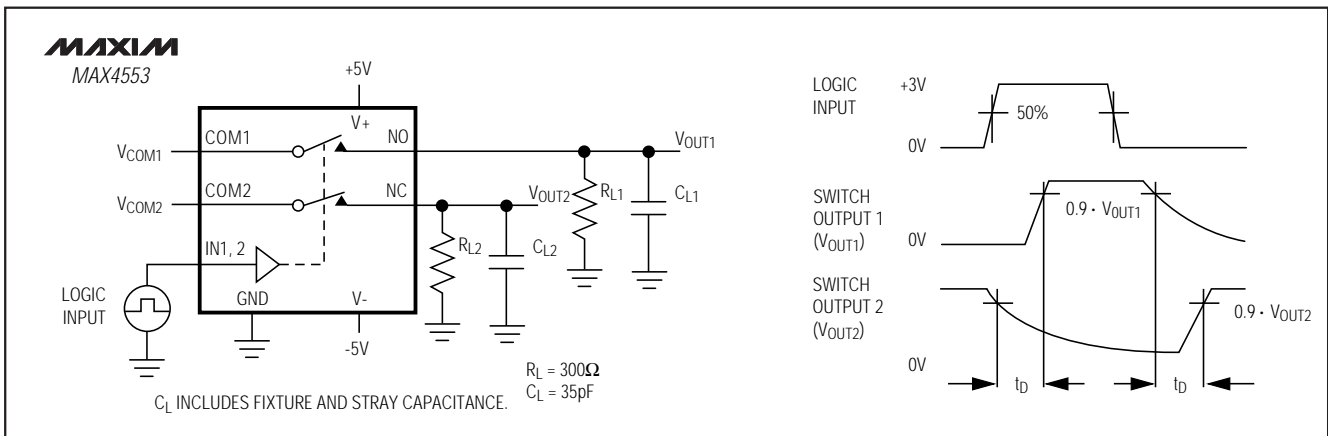 MAXIM
MAX4553
+5V
V+
COM1
NO
VCOM1
VOUT1
COM2
NC
VCOM2
VOUT2
RL1
CL1
RL2
CL2
IN1, 2
LOGIC
INPUT
GND
V-
-5V
RL = 300Ω
CL = 35pF
CL INCLUDES FIXTURE AND STRAY CAPACITANCE.
LOGIC
INPUT
+3V
50%
0V
SWITCH
OUTPUT 1
(VOUT1)
0.9 · VOUT1
0V
SWITCH
OUTPUT 2
(VOUT2)
0.9 · VOUT2
0V
tD
tD